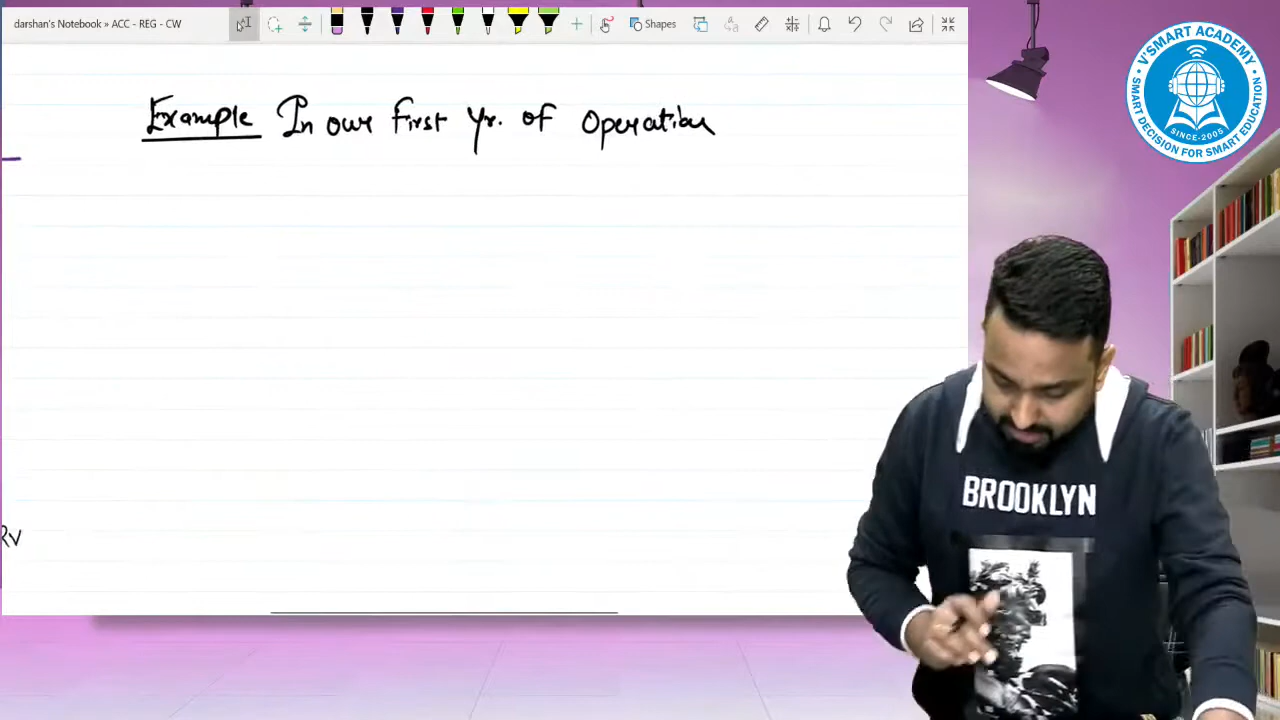 darshan's Notebook » ACC - REG - CW
Shapes
Example In our first yr. of Operation
RV
V'SMART ACADEMY
SMART DECISION FOR SMART EDUCATION
SINCE-2005
BROOKLYN